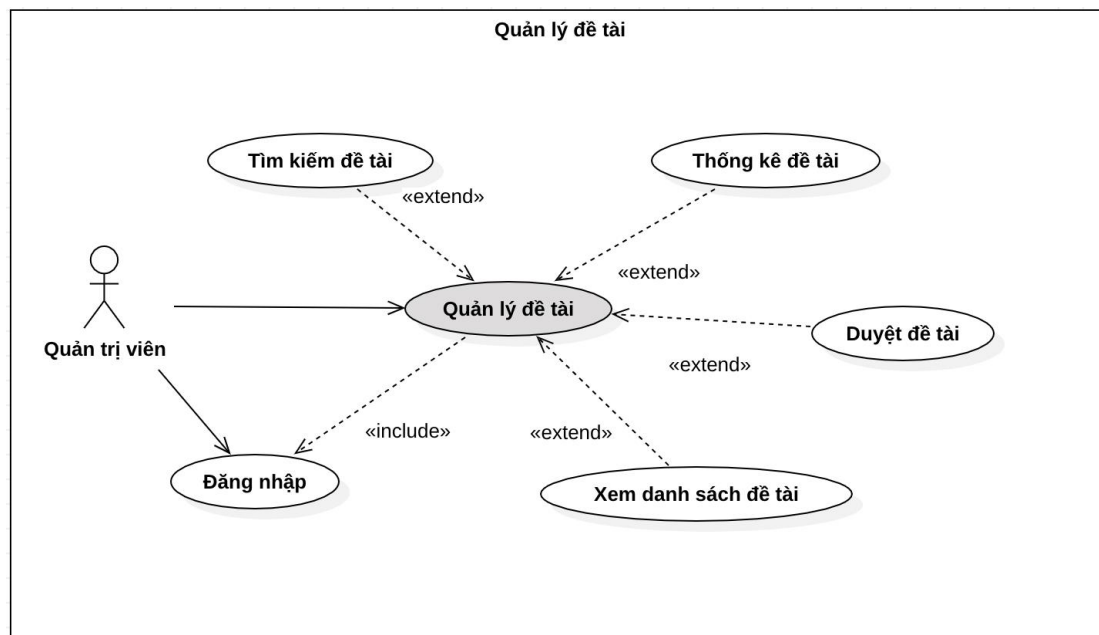 Quản lý đề tài
Tìm kiếm đề tài
Thống kê đề tài
«extend»
«extend»
Quản lý đề tài
Duyệt đề tài
Quản trị viên
«extend»
«include»
«extend»
Đăng nhập
Xem danh sách đề tài